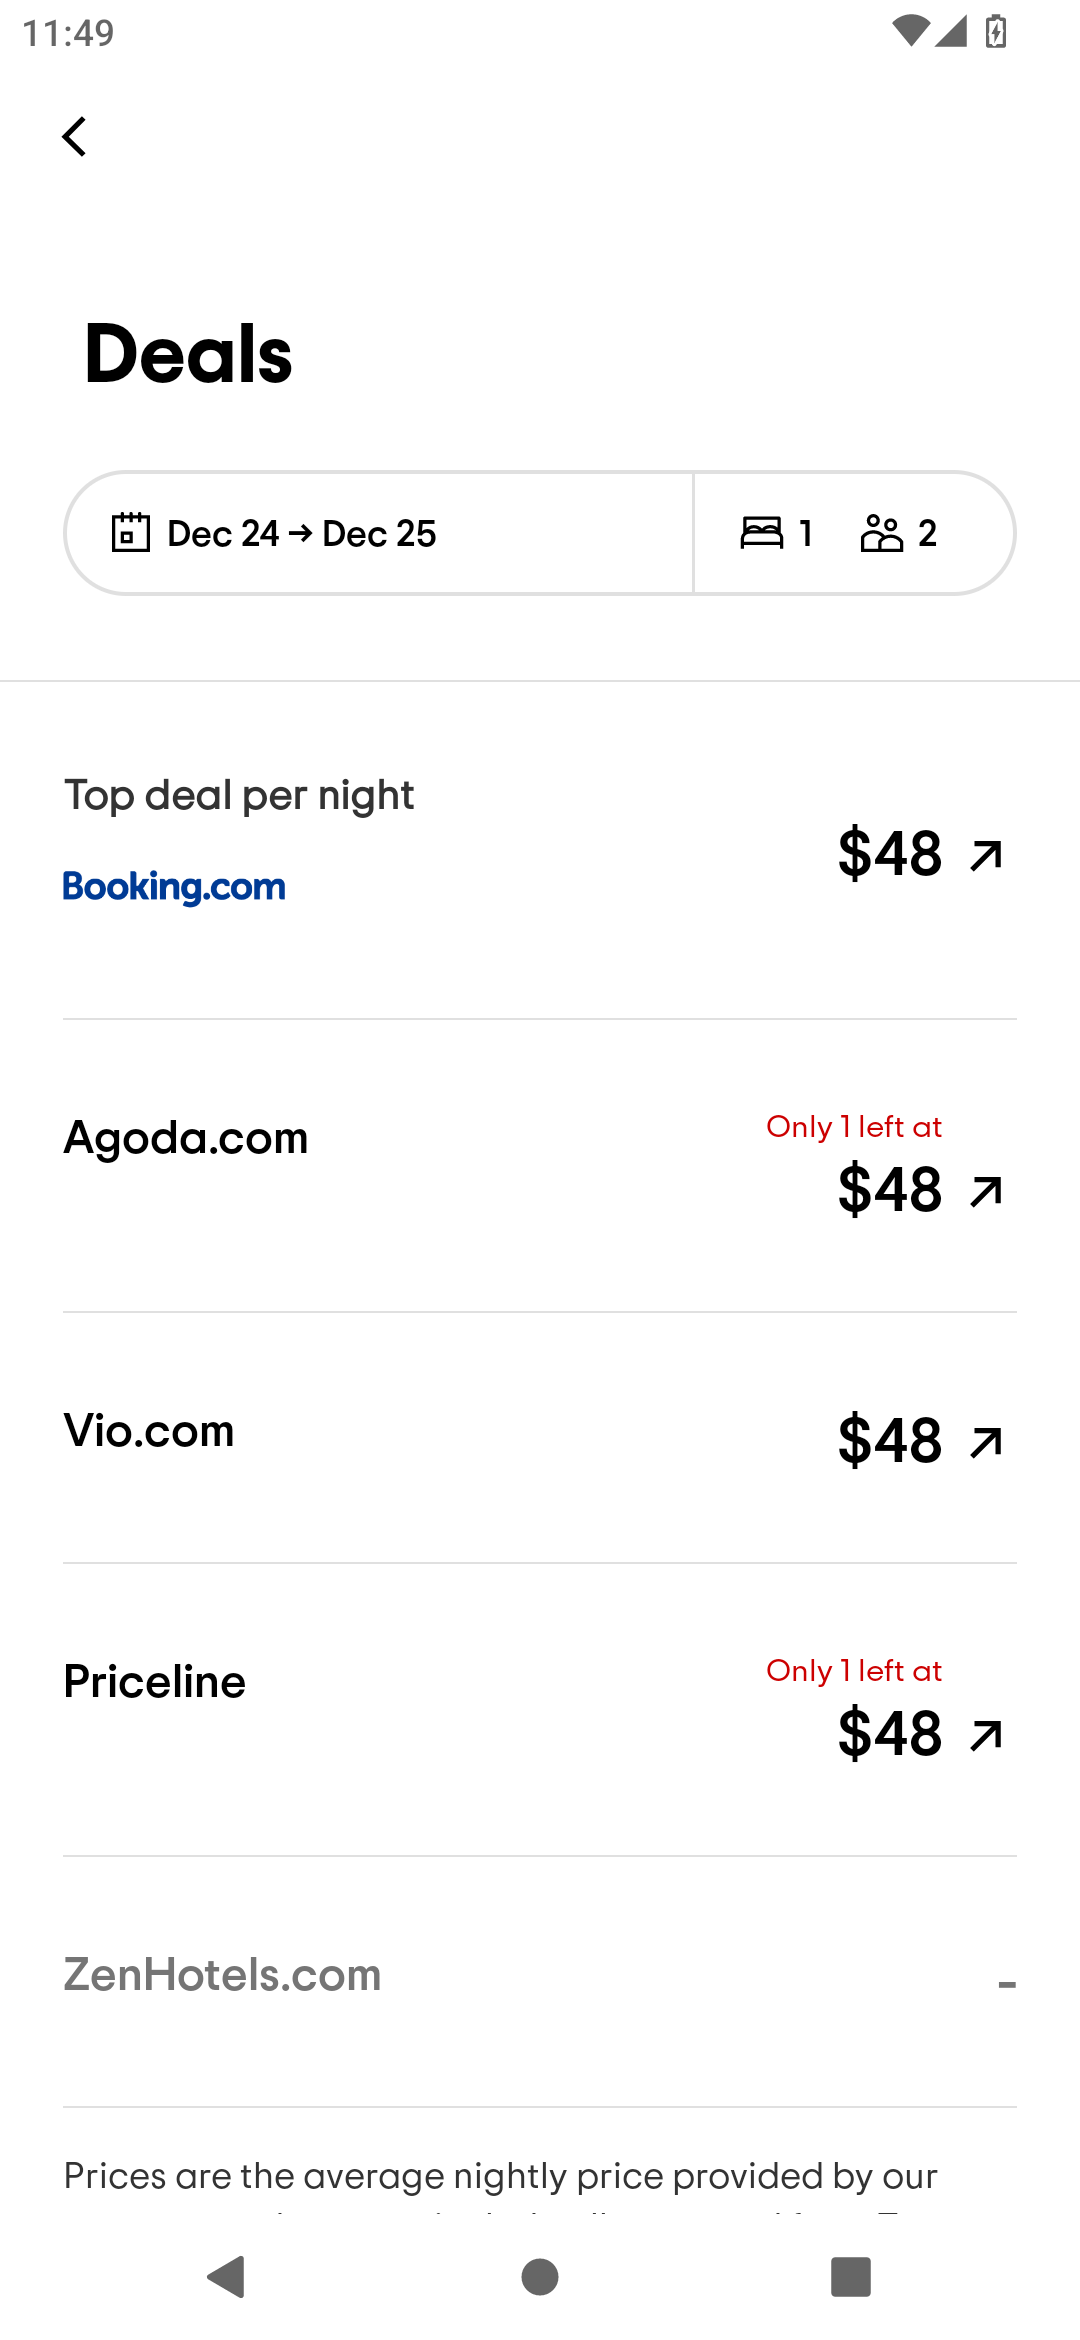 11:49
Deals
Dec 24 → Dec 25
1
2
Top deal per night
Booking.com
$48
Agoda.com
Only 1 left at
$48
Vio.com
$48
Priceline
Only 1 left at
$48
ZenHotels.com
-
Prices are the average nightly price provided by our